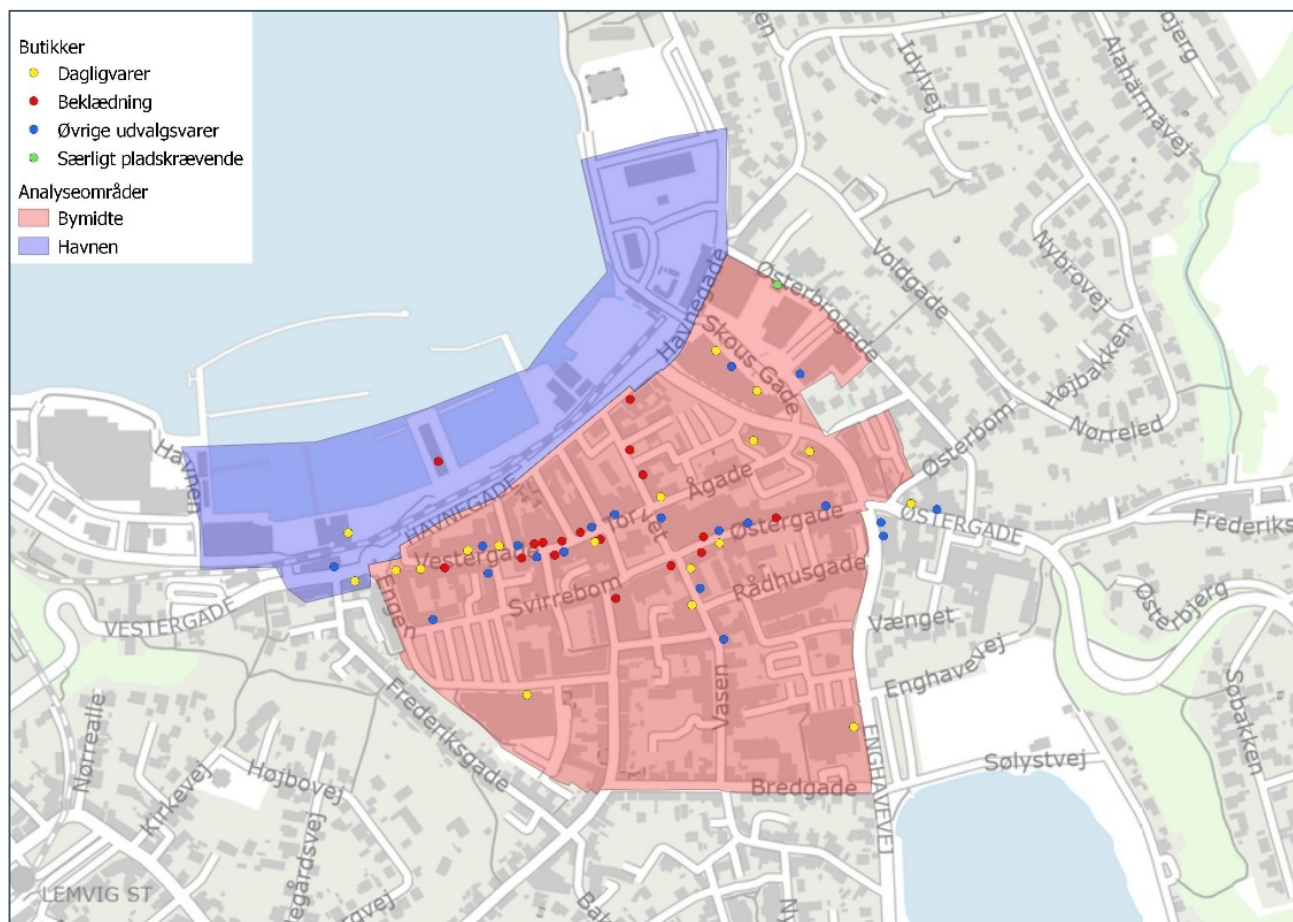 Butikker
Dagligvarer
Beklædning
Øvrige udvalgsvarer
Særligt pladskrævende
Analyseområder
Bymidte
Havnen
Idylvej
Alahärmävej
Nybrovej
Højbakken
Nørreled
Voldgade
Østerbrogade
Havnegade
Skous Gade
Østerbom
Havnen
HAVNEGADE
Ågade
Torvet
Østergade
ØSTERGADE
Frederiks
Vestergade
Svirrebom
Rådhusgade
Engen
VESTERGADE
Vænget
Østerbjerg
Enghavevej
Vasen
Søbakken
Frederiksgade
Nørrealle
Højbovej
Kirkevej
Sølystvej
Bredgade
ENGHAVEVEJ
LEMVIG ST